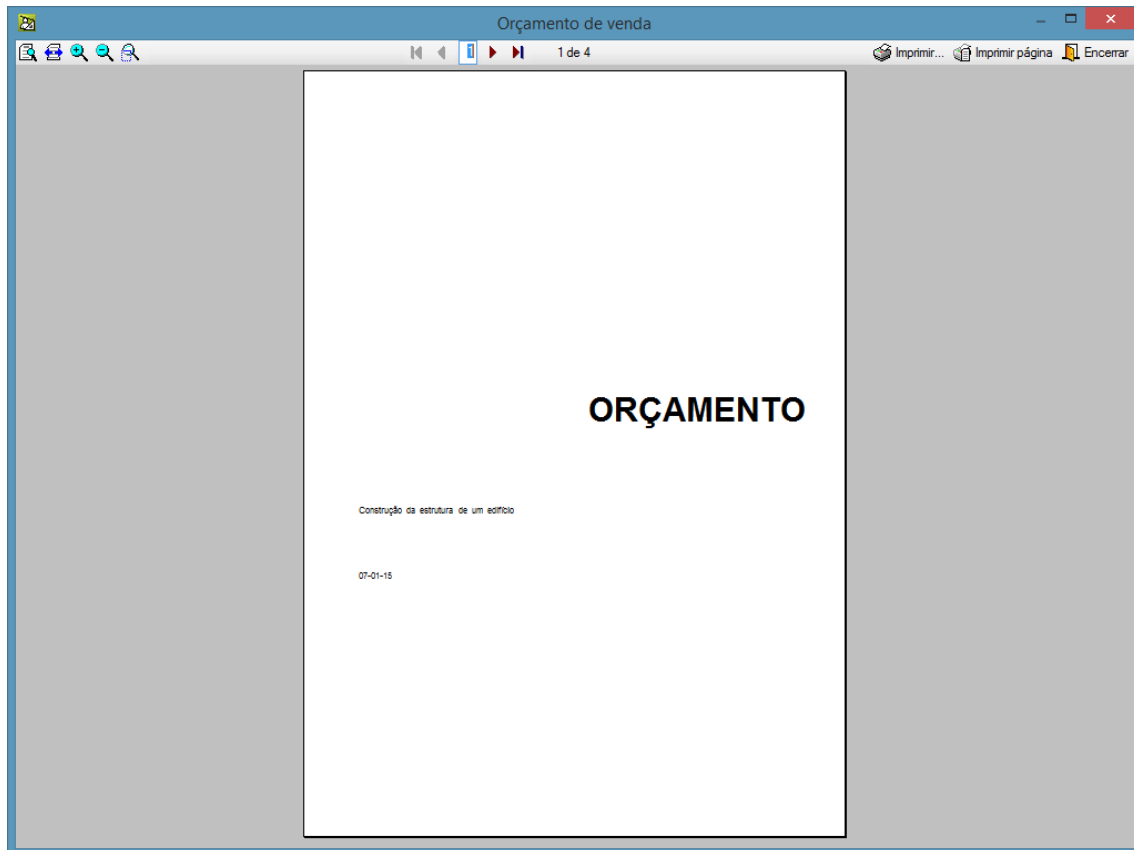 Orçamento de venda
1 1 de 4 Imprimir... Imprimir página Encerrar
ORÇAMENTO
Construção da estrutura de um edifício
07-01-15